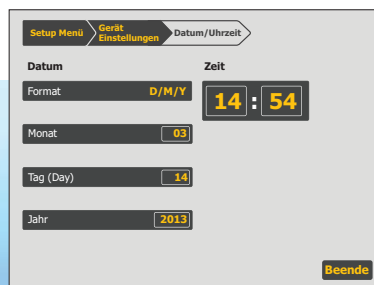 Setup Menü
Gerät
Einstellungen
Datum/Uhrzeit
Datum
Zeit
Format D/M/Y
14 : 54
Monat 03
Tag (Day) 14
Jahr 2013
Beende